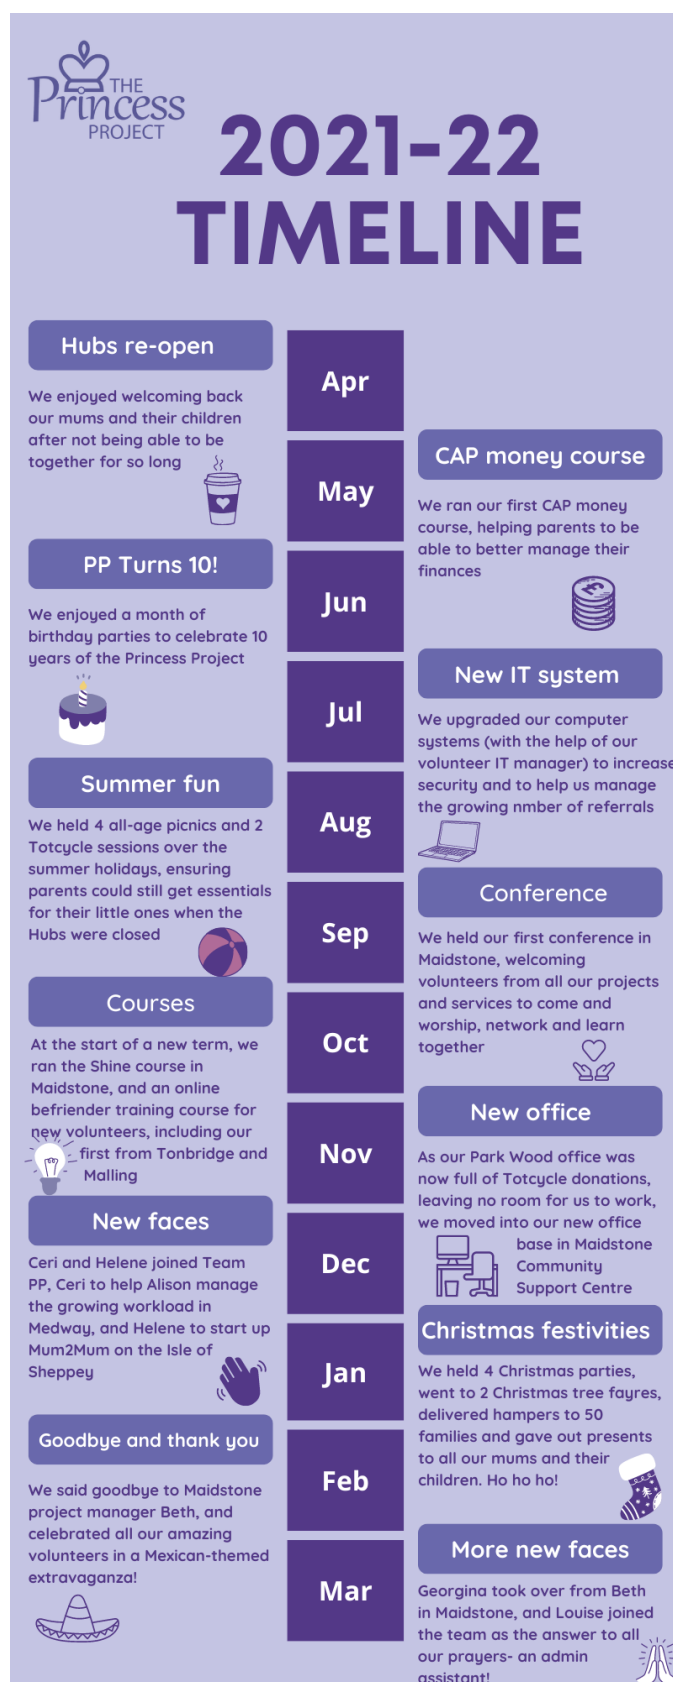 THE
Princess
PROJECT
2021-22
TIMELINE
Hubs re-open
We enjoyed welcoming back
our mums and their children
after not being able to be
together for so long
Apr
CAP money course
We ran our first CAP money
course, helping parents to be
able to better manage their
finances
May
PP Turns 10!
We enjoyed a month of
birthday parties to celebrate 10
years of the Princess Project
Jun
New IT system
We upgraded our computer
systems (with the help of our
volunteer IT manager) to increase
security and to help us manage
the growing nmber of referrals
Jul
Summer fun
We held 4 all-age picnics and 2
Totcycle sessions over the
summer holidays, ensuring
parents could still get essentials
for their little ones when the
Hubs were closed
Aug
Conference
We held our first conference in
Maidstone, welcoming
volunteers from all our projects
and services to come and
worship, network and learn
together
Sep
Courses
At the start of a new term, we
ran the Shine course in
Maidstone, and an online
befriender training course for
new volunteers, including our
first from Tonbridge and
Malling
Oct
New office
As our Park Wood office was
now full of Totcycle donations,
leaving no room for us to work,
we moved into our new office
base in Maidstone
Community
Support Centre
Nov
New faces
Ceri and Helene joined Team
PP, Ceri to help Alison manage
the growing workload in
Medway, and Helene to start up
Mum2Mum on the Isle of
Sheppey
Dec
Christmas festivities
We held 4 Christmas parties,
went to 2 Christmas tree fayres,
delivered hampers to 50
families and gave out presents
to all our mums and their
children. Ho ho ho!
Jan
Goodbye and thank you
We said goodbye to Maidstone
project manager Beth, and
celebrated all our amazing
volunteers in a Mexican-themed
extravaganza!
Feb
More new faces
Georgina took over from Beth
in Maidstone, and Louise joined
the team as the answer to all
our prayers- an admin
assistant!
Mar